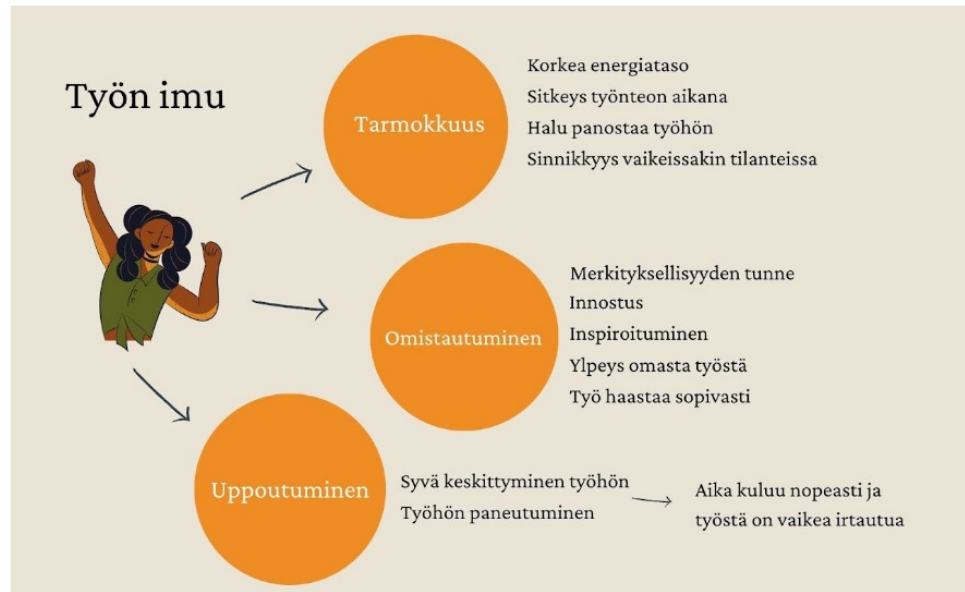 Työn imu
Tarmokkuus
Korkea energiataso
Sitkeys työnteon aikana
Halu panostaa työhön
Sinnikkyys vaikeissakin tilanteissa
Omistautuminen
Merkityksellisyyden tunne
Innostus
Inspiroituminen
Ylpeys omasta työstä
Työ haastaa sopivasti
Uppoutuminen
Syvä keskittyminen työhön
Työhön paneutuminen
Aika kuluu nopeasti ja
työstä on vaikea irtautua